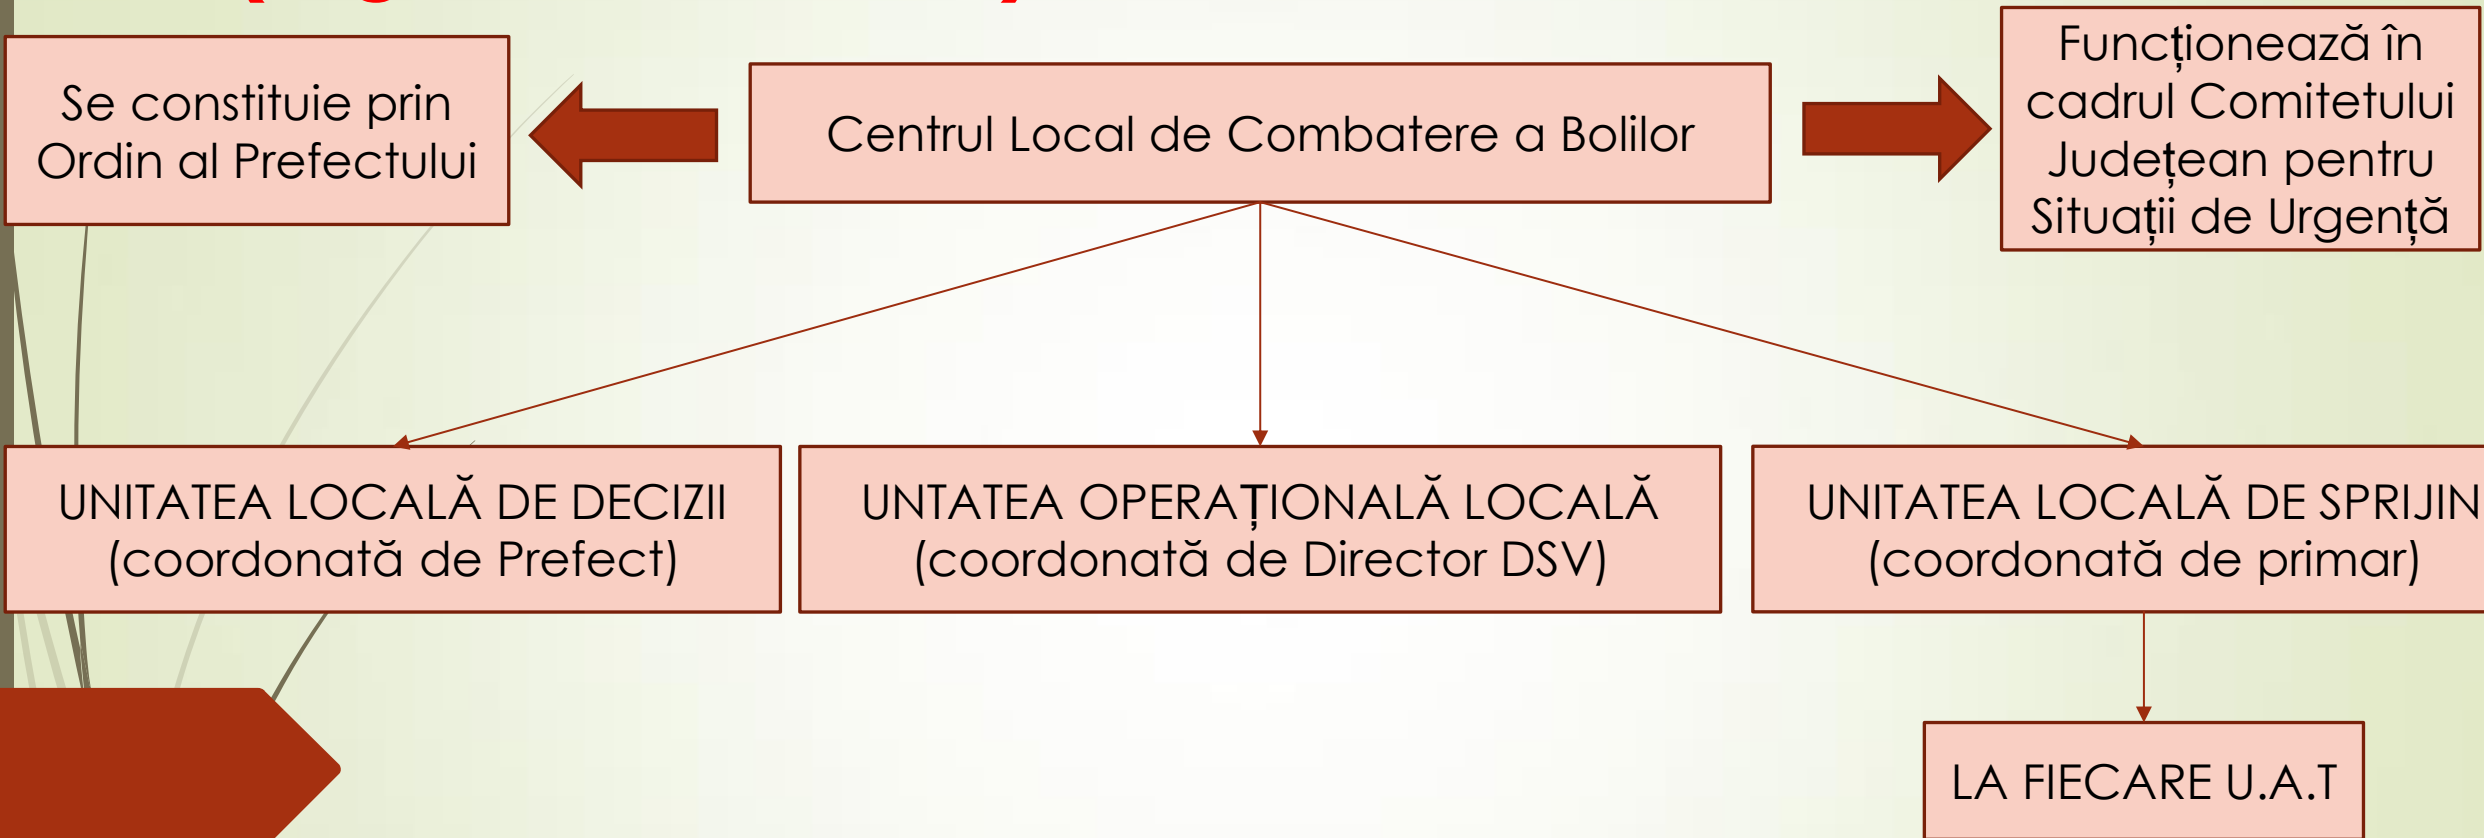 Se constituie prin
Ordin al Prefectului
Centrul Local de Combatere a Bolilor
Funcționează în
cadrul Comitetului
Județean pentru
Situații de Urgență
UNITATEA LOCALĂ DE DECIZII
(coordonată de Prefect)
UNTATEA OPERAȚIONALĂ LOCALĂ
(coordonată de Director DSV)
UNITATEA LOCALĂ DE SPRIJIN
(coordonată de primar)
LA FIECARE U.A.T